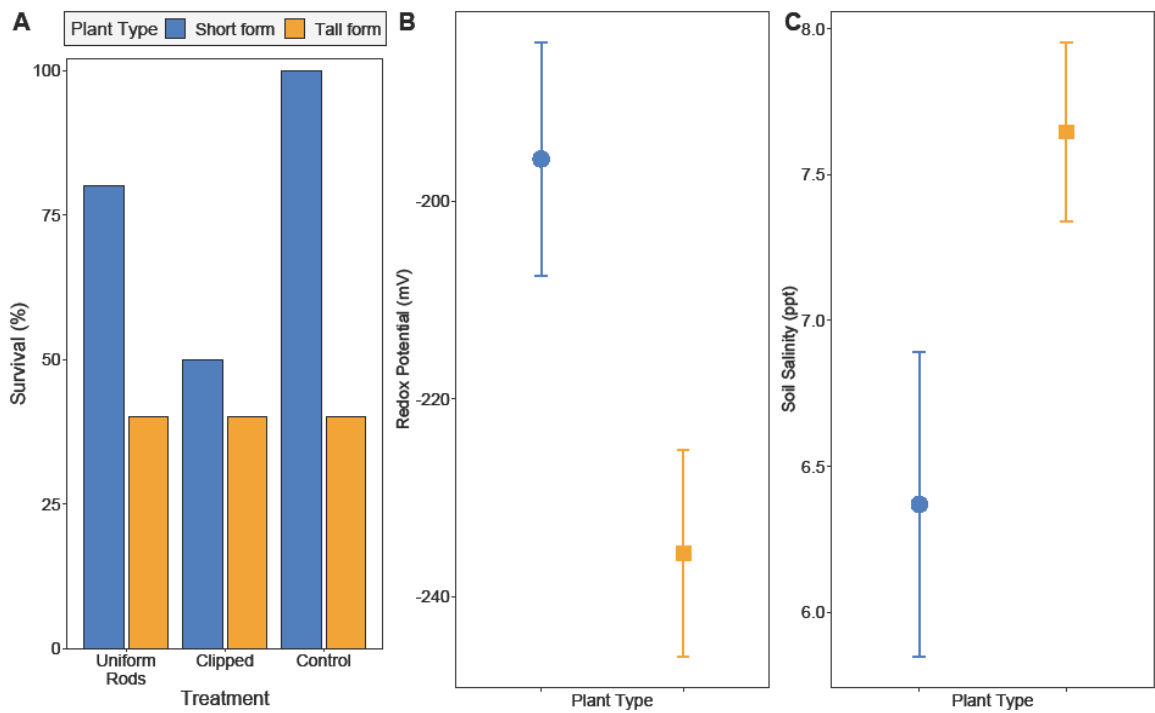 A
Plant Type Short form Tall form
Survival (%)
100
75
50
25
0
Uniform
Rods
Clipped
Control
Treatment
B
Redox Potential (mV)
-200
-220
-240
Plant Type
C
Soil Salinity (ppt)
8.0
7.5
7.0
6.5
6.0
Plant Type